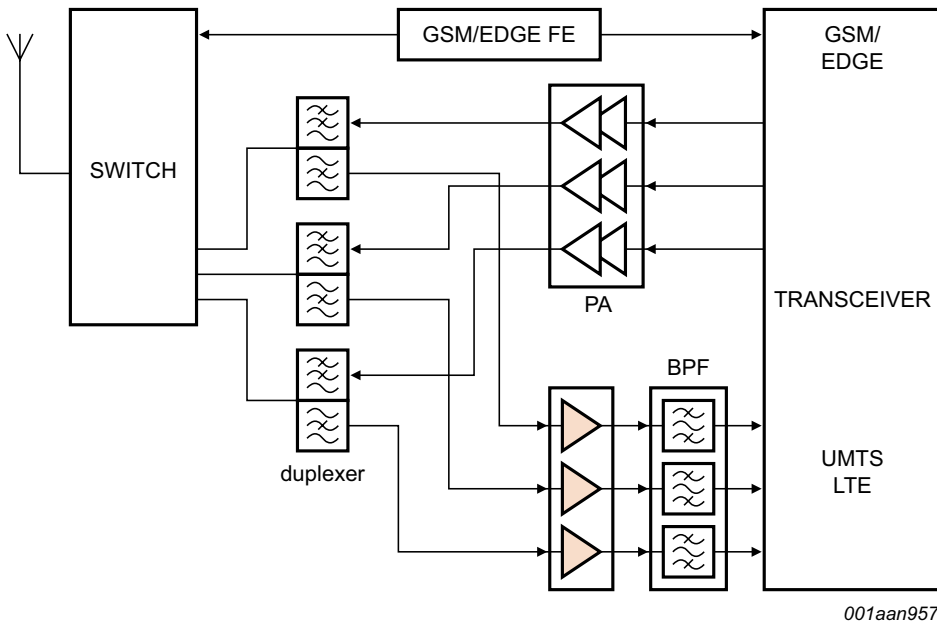 GSM/EDGE FE
GSM/
EDGE
SWITCH
PA
TRANSCEIVER
BPF
duplexer
UMTS
LTE
001aan957